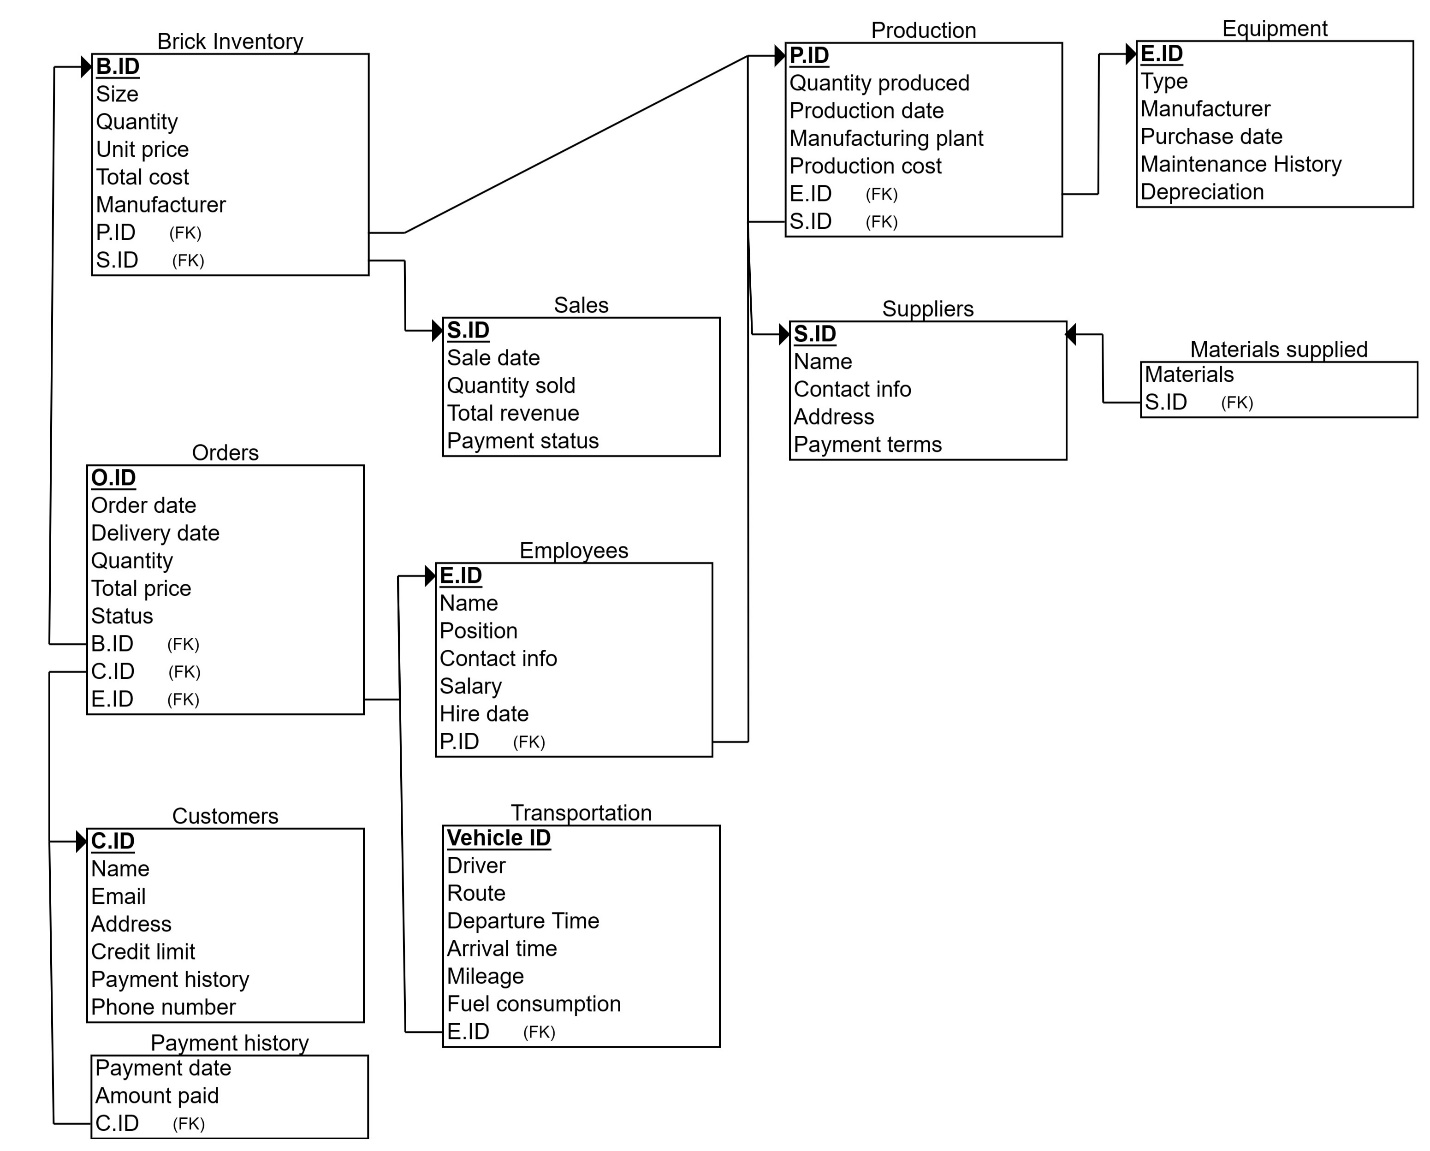 Brick Inventory
B.ID
Size
Quantity
Unit price
Total cost
Manufacturer
P.ID (FK)
S.ID (FK)
Production
P.ID
Quantity produced
Production date
Manufacturing plant
Production cost
E.ID (FK)
S.ID (FK)
Equipment
E.ID
Type
Manufacturer
Purchase date
Maintenance History
Depreciation
Sales
S.ID
Sale date
Quantity sold
Total revenue
Payment status
Suppliers
S.ID
Name
Contact info
Address
Payment terms
Materials supplied
Materials
S.ID (FK)
Orders
O.ID
Order date
Delivery date
Quantity
Total price
Status
B.ID (FK)
C.ID (FK)
E.ID (FK)
Employees
E.ID
Name
Position
Contact info
Salary
Hire date
P.ID (FK)
Customers
C.ID
Name
Email
Address
Credit limit
Payment history
Phone number
Transportation
Vehicle ID
Driver
Route
Departure Time
Arrival time
Mileage
Fuel consumption
E.ID (FK)
Payment history
Payment date
Amount paid
C.ID (FK)